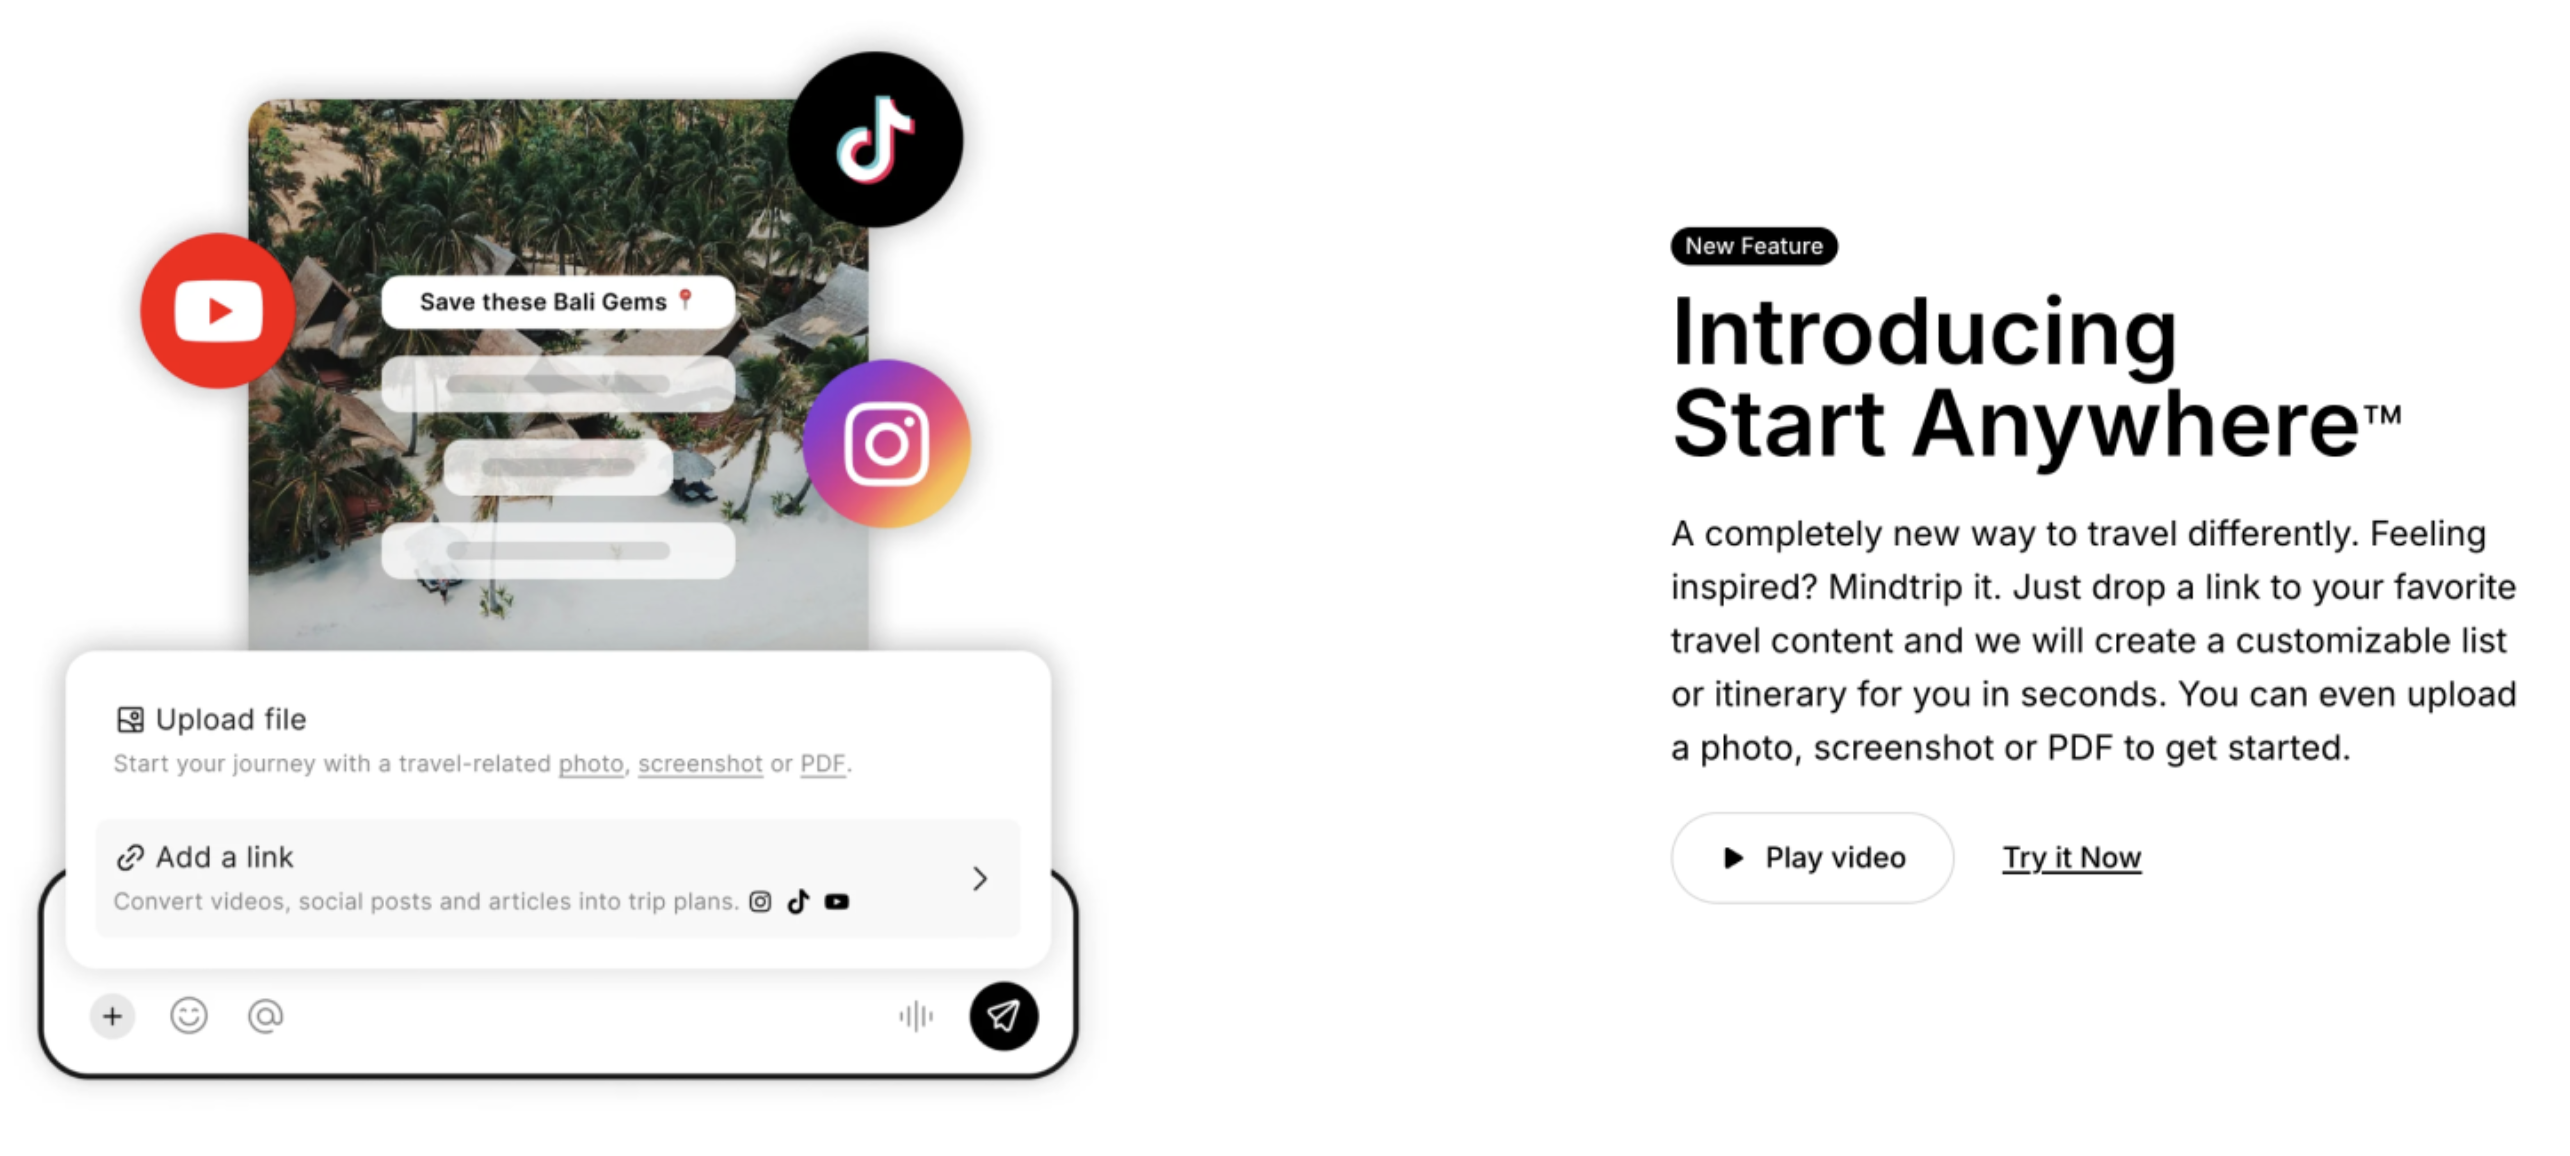 Save these Bali Gems 📍
Upload file
Start your journey with a travel-related photo, screenshot or PDF.
Add a link
Convert videos, social posts and articles into trip plans.
New Feature
Introducing
Start Anywhere™
A completely new way to travel differently. Feeling
inspired? Mindtrip it. Just drop a link to your favorite
travel content and we will create a customizable list
or itinerary for you in seconds. You can even upload
a photo, screenshot or PDF to get started.
Play video
Try it Now